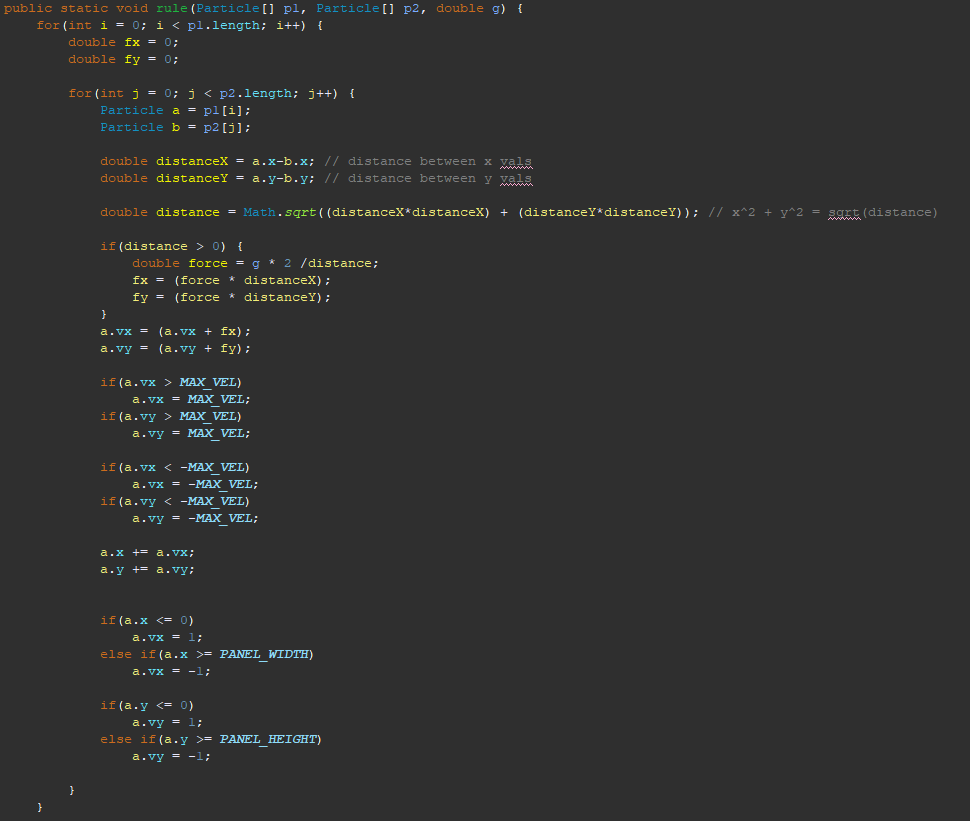 public static void rule(Particle[] p1, Particle[] p2, double g) {
for(int i = 0; i < p1.length; i++) {
double fx = 0;
double fy = 0;
for(int j = 0; j < p2.length; j++) {
Particle a = p1[i];
Particle b = p2[j];
double distanceX = a.x-b.x; // distance between x vals
double distanceY = a.y-b.y; // distance between y vals
double distance = Math.sqrt((distanceX*distanceX) + (distanceY*distanceY)); // x^2 + y^2 = sqrt(distance)
if(distance > 0) {
double force = g * 2 /distance;
fx = (force * distanceX);
fy = (force * distanceY);
}
a.vx = (a.vx + fx);
a.vy = (a.vy + fy);
if(a.vx > MAX_VEL)
a.vx = MAX_VEL;
if(a.vy > MAX_VEL)
a.vy = MAX_VEL;
if(a.vx < -MAX_VEL)
a.vx = -MAX_VEL;
if(a.vy < -MAX_VEL)
a.vy = -MAX_VEL;
a.x += a.vx;
a.y += a.vy;
if(a.x <= 0)
a.vx = 1;
else if(a.x >= PANEL_WIDTH)
a.vx = -1;
if(a.y <= 0)
a.vy = 1;
else if(a.y >= PANEL_HEIGHT)
a.vy = -1;
}
}